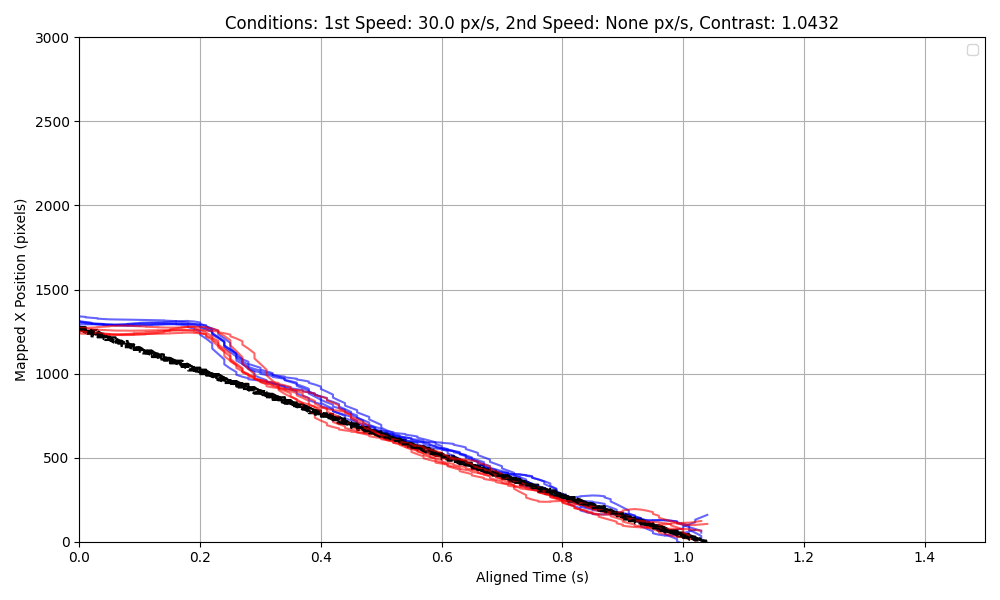 Conditions: 1st Speed: 30.0 px/s, 2nd Speed: None px/s, Contrast: 1.0432
3000
2500
2000
1500
1000
500
0
Mapped X Position (pixels)
0.0 0.2 0.4 0.6 0.8 1.0 1.2 1.4
Aligned Time (s)